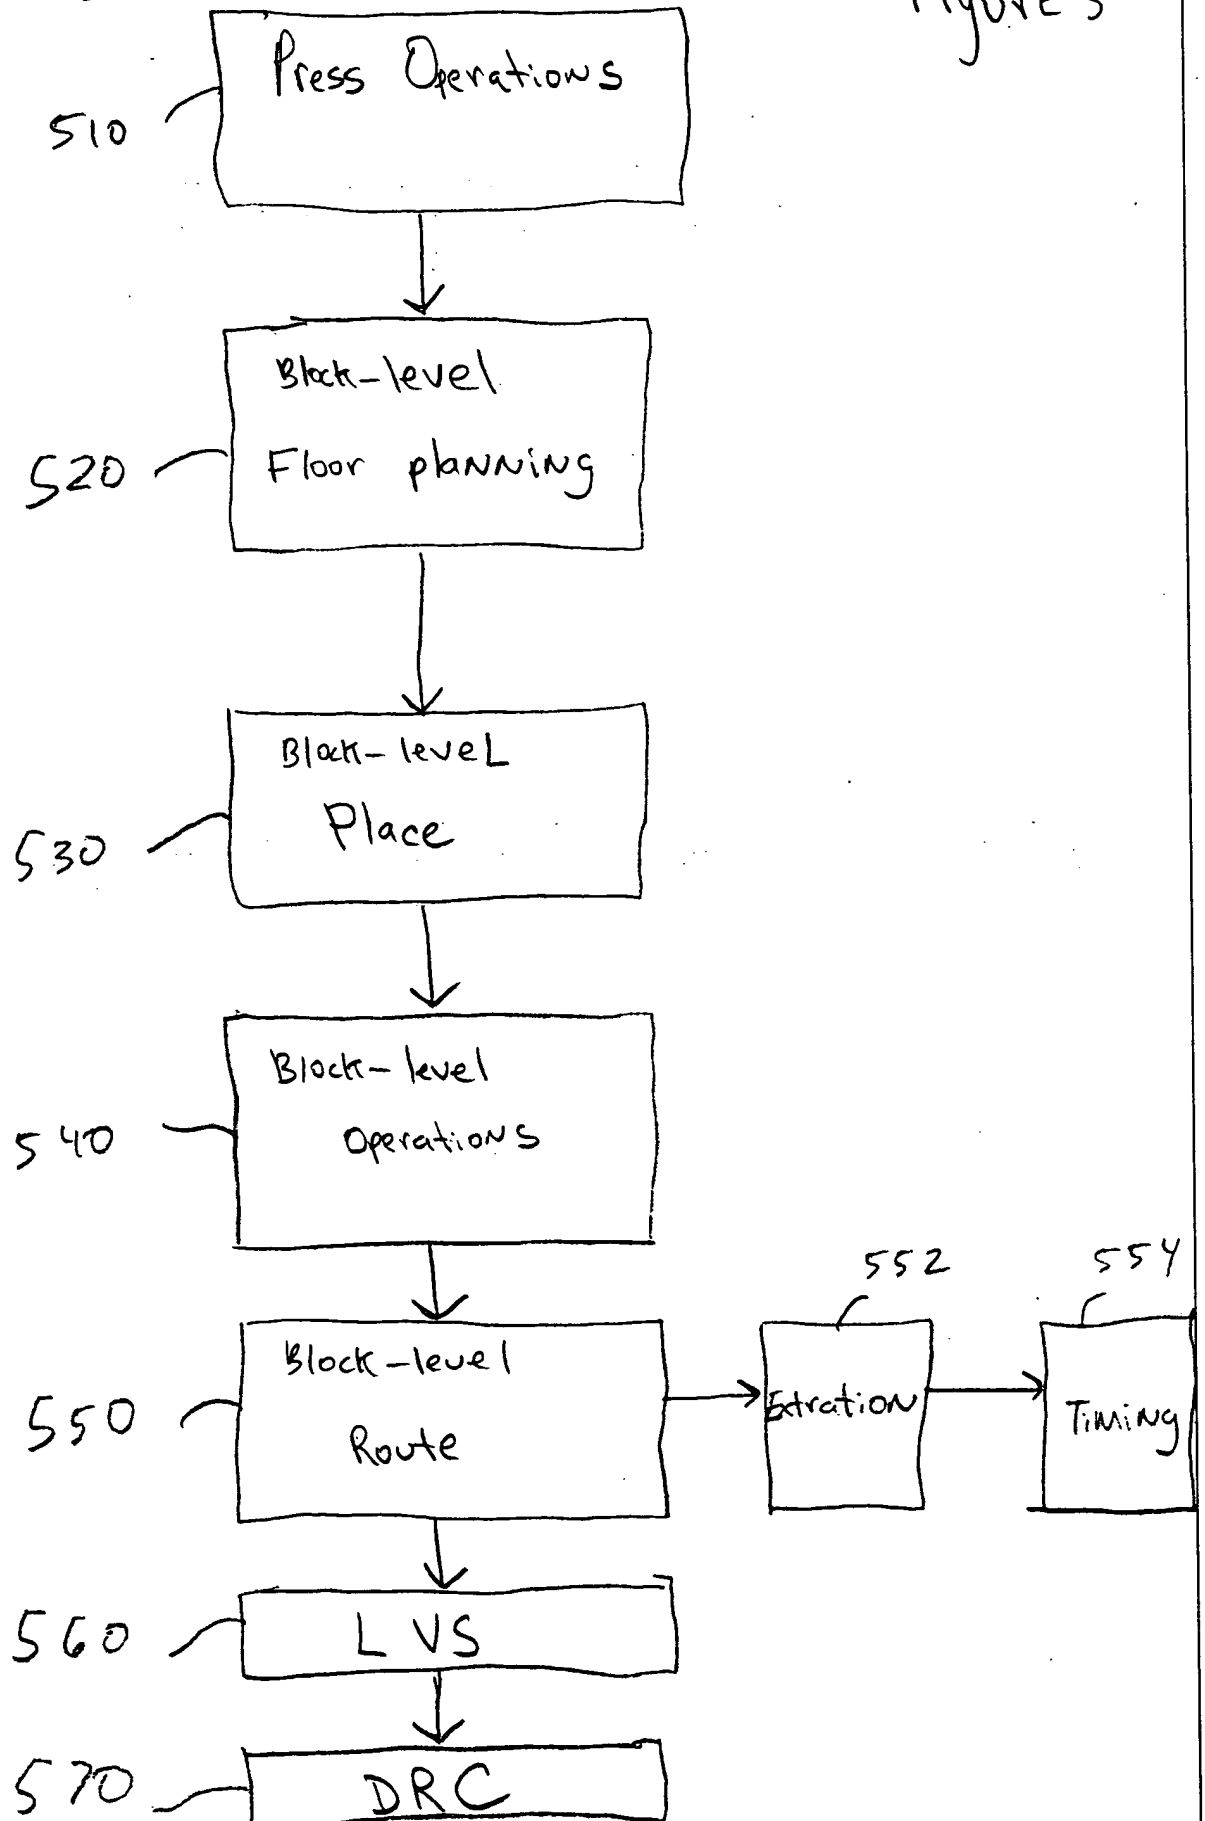 Figure 5
Press Operations
510
Block-level
Floor planning
520
Block-leveL
Place
530
Block-level
Operations
540
552
554
Block-level
Route
550
Extration
Timing
560
LVS
570
DRC